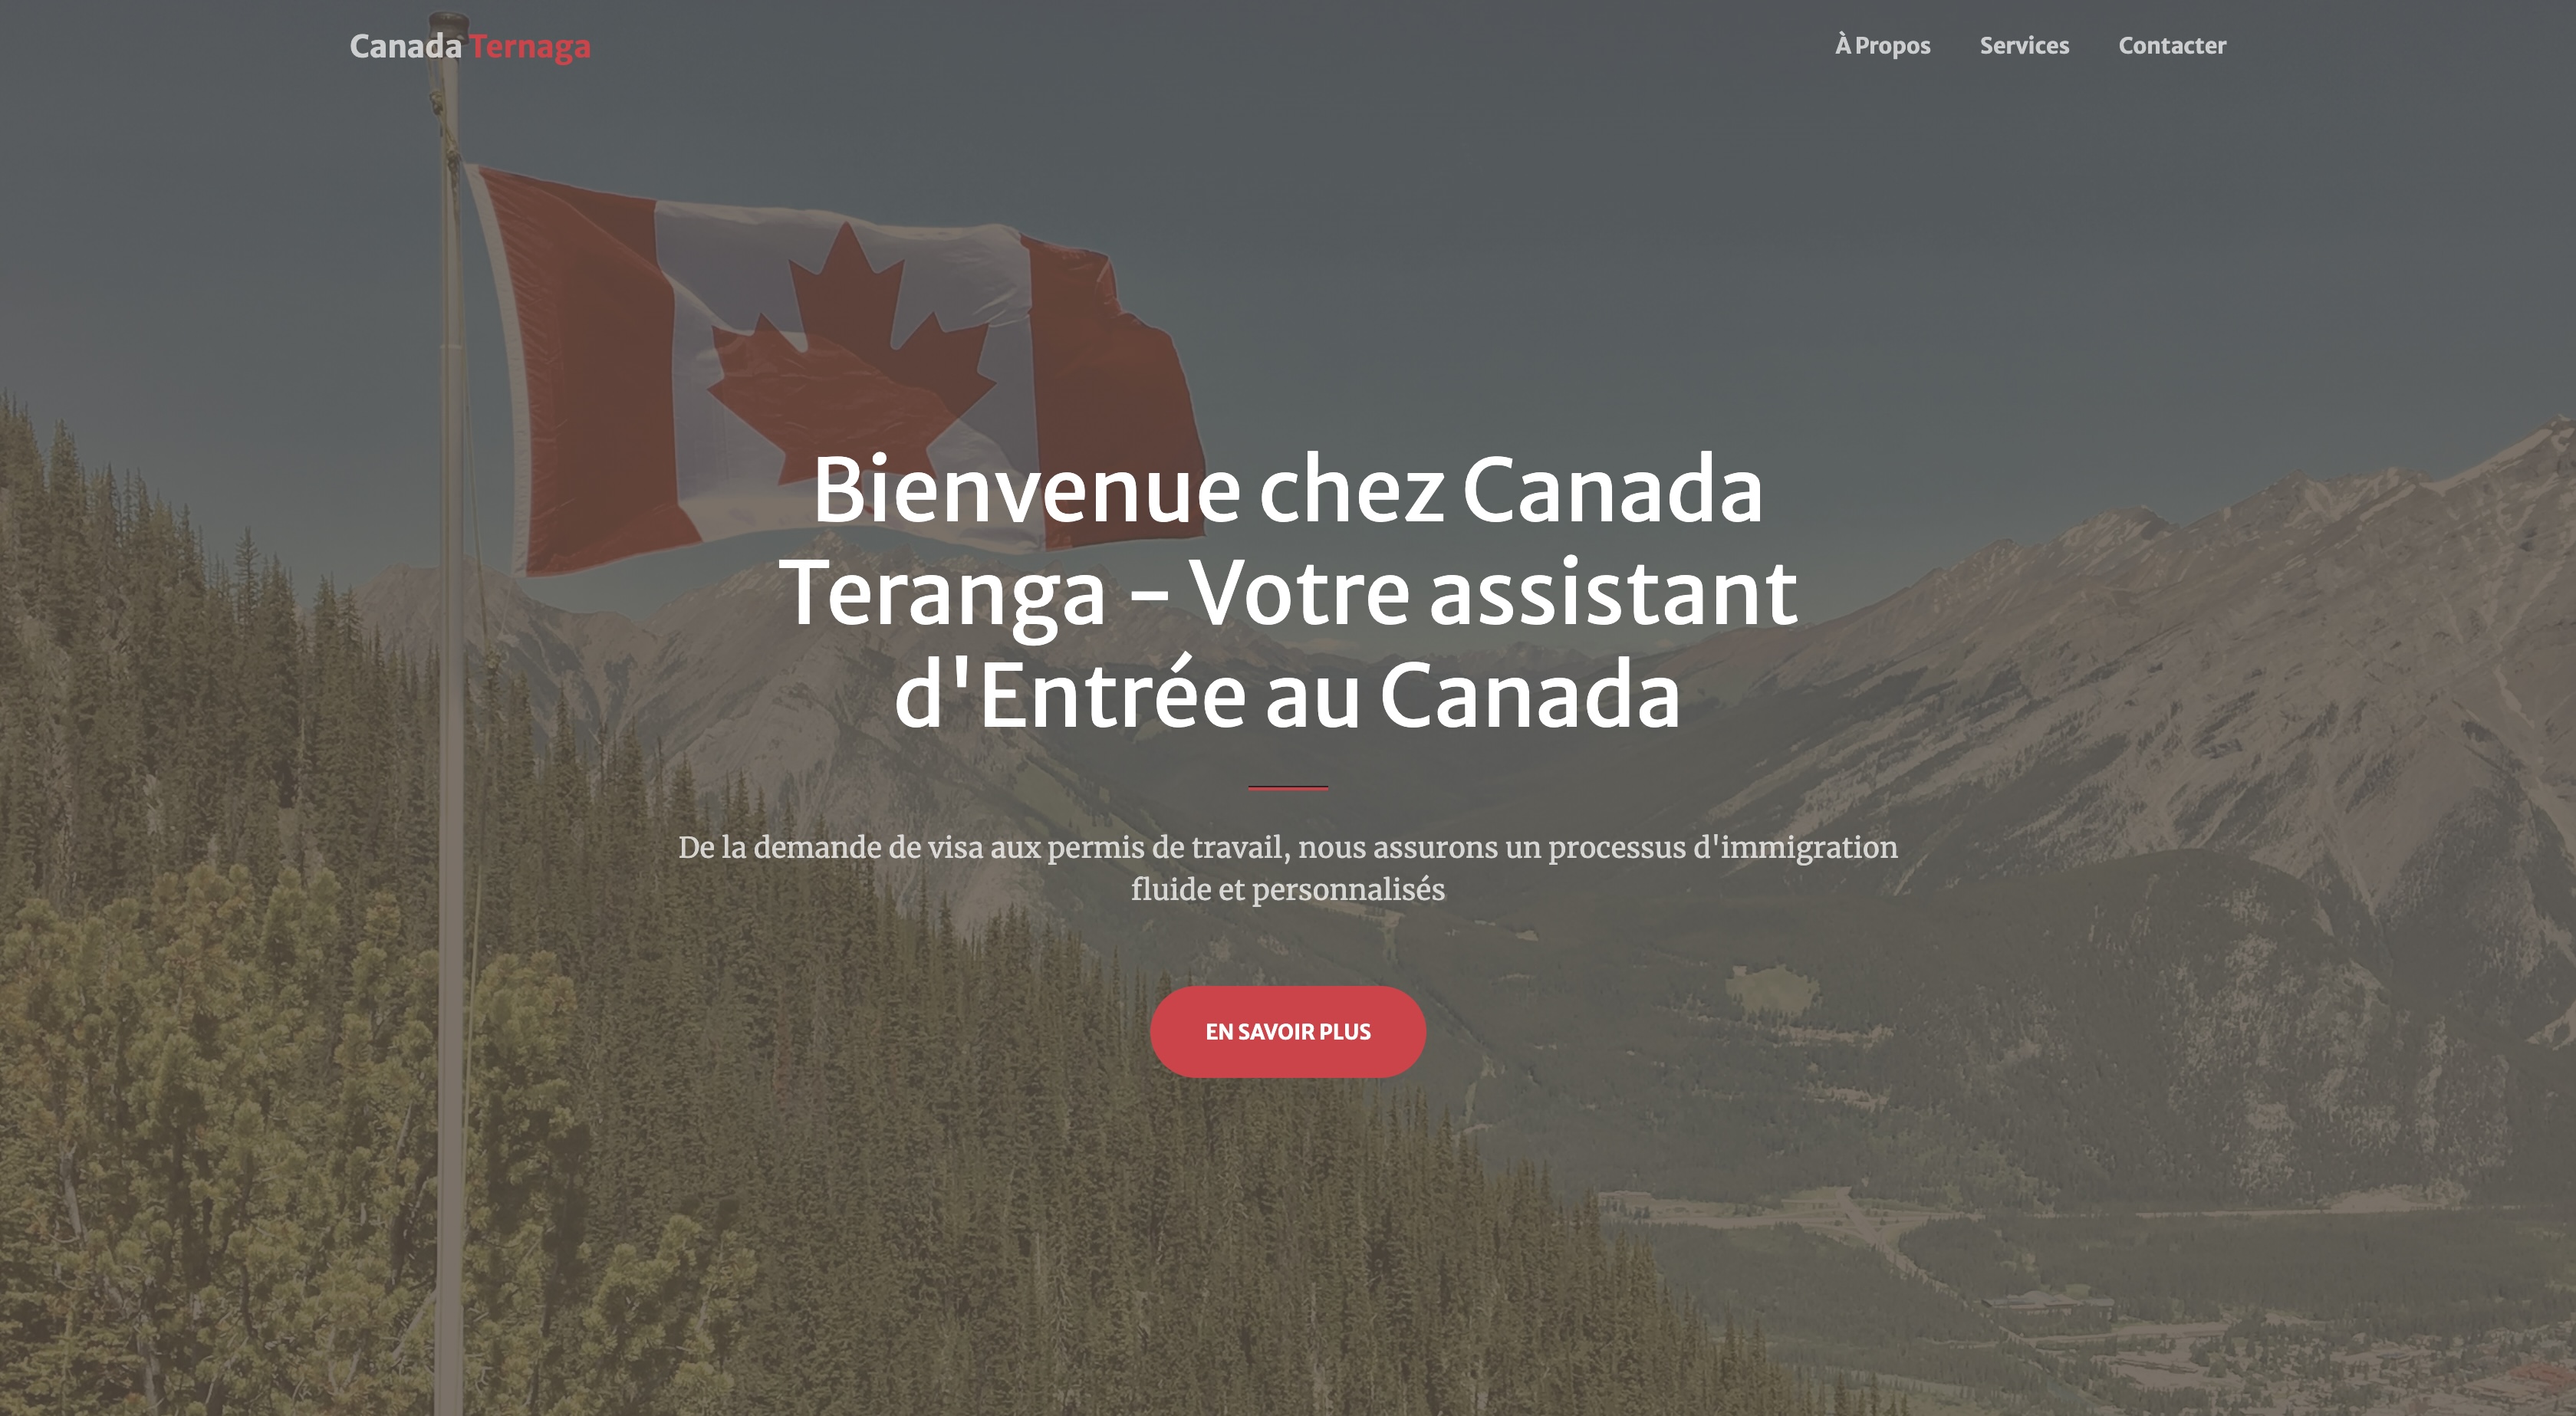 Canada Ternaga
À Propos
Services
Contacter
Bienvenue chez Canada
Teranga - Votre assistant
d'Entrée au Canada
De la demande de visa aux permis de travail, nous assurons un processus d'immigration
fluide et personnalisés
EN SAVOIR PLUS